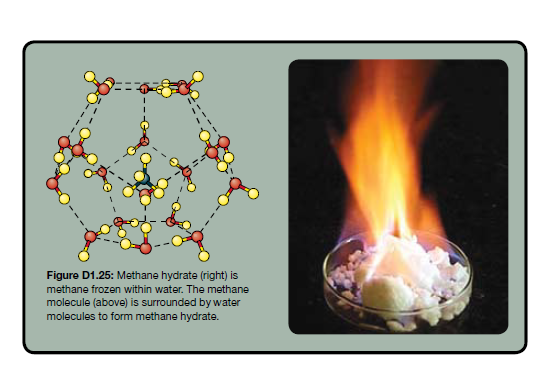 Figure D1.25: Methane hydrate (right) is
methane frozen within water. The methane
molecule (above) is surrounded by water
molecules to form methane hydrate.